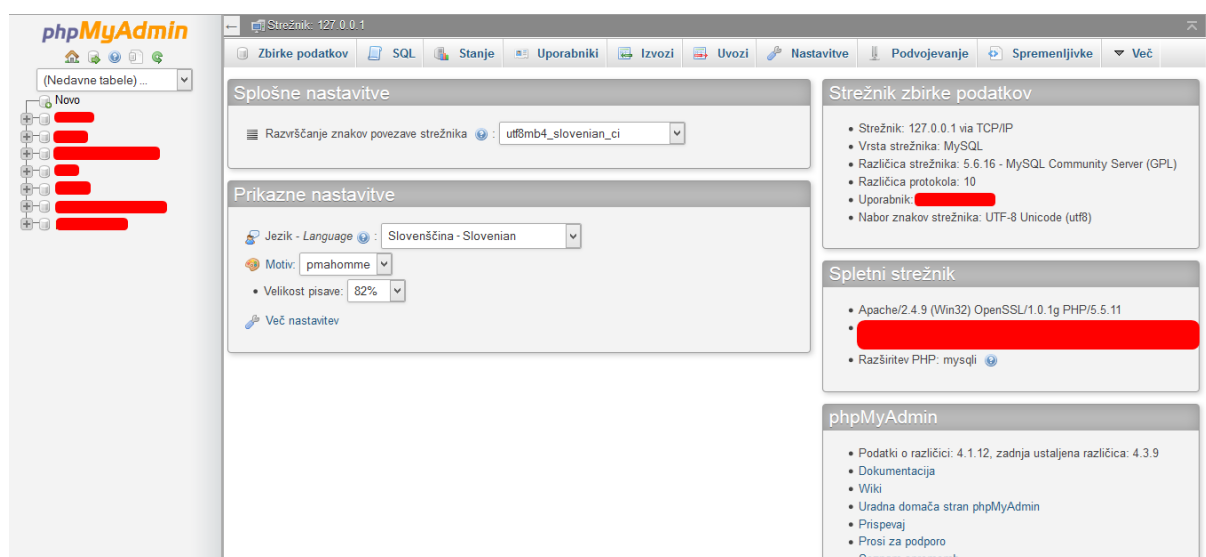 phpMyAdmin
(Nedavne tabele) ...
Novo
Strežnik: 127.0.0.1
Zbirke podatkov
SQL
Stanje
Uporabniki
Izvozi
Uvozi
Nastavitve
Podvojevanje
Spremenljivke
Več
Splošne nastavitve
Razvrščanje znakov povezave strežnika : utf8mb4_slovenian_ci
Prikazne nastavitve
Jezik - Language : Slovenščina - Slovenian
Motiv: pmahomme
Velikost pisave: 82%
Več nastavitev
Strežnik zbirke podatkov
Strežnik: 127.0.0.1 via TCP/IP
Vrsta strežnika: MySQL
Različica strežnika: 5.6.16 - MySQL Community Server (GPL)
Različica protokola: 10
Uporabnik:
Nabor znakov strežnika: UTF-8 Unicode (utf8)
Spletni strežnik
Apache/2.4.9 (Win32) OpenSSL/1.0.1g PHP/5.5.11
Razširitev PHP: mysqli
phpMyAdmin
Podatki o različici: 4.1.12, zadnja ustaljena različica: 4.3.9
Dokumentacija
Wiki
Uradna domača stran phpMyAdmin
Prispevaj
Prosi za podporo